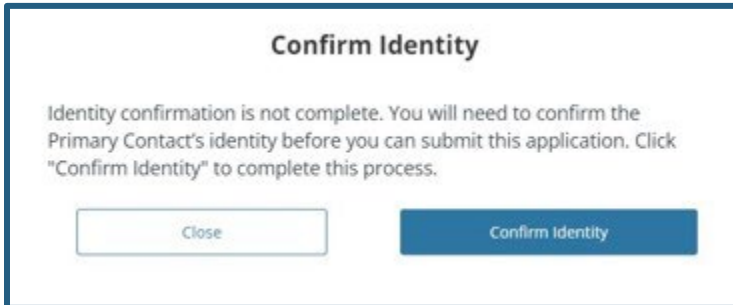 Confirm Identity
Identity confirmation is not complete. You will need to confirm the
Primary Contact's identity before you can submit this application. Click
"Confirm Identity" to complete this process.
Close
Confirm Identity